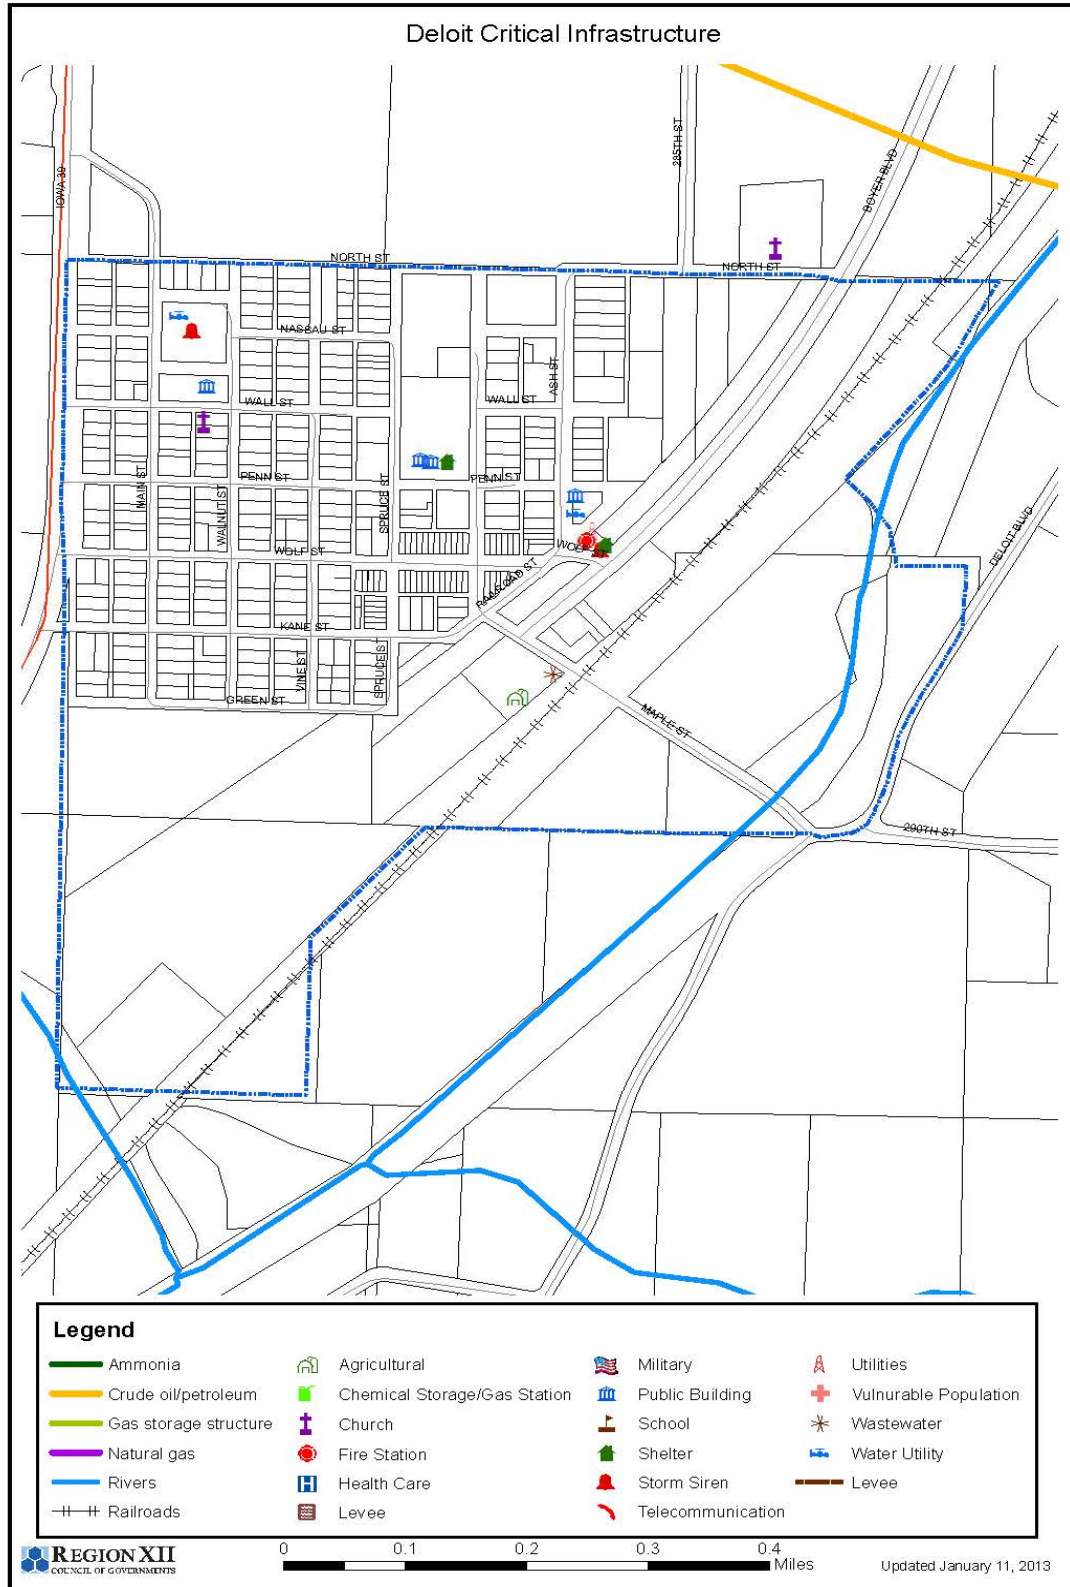 Deloit Critical Infrastructure
IOWA 39
285TH ST
BOYER BLVD
NORTH ST
NORTH ST
NASSAU ST
ASH ST
WALL ST
WALL ST
MAIN ST
WALNUT ST
PENN ST
SPRUCE ST
PENN ST
WOLF ST
WOLF
RAILROAD ST
DELOIT BLVD
KANE ST
VINE ST
SPRUCE ST
GREEN ST
MAPLE ST
290TH ST
Legend
Ammonia
Agricultural
Military
Utilities
Crude oil/petroleum
Chemical Storage/Gas Station
Public Building
Vulnurable Population
Gas storage structure
Church
School
Wastewater
Natural gas
Fire Station
Shelter
Water Utility
Rivers
Health Care
Storm Siren
Levee
Railroads
Levee
Telecommunication
REGION XII
COUNCIL OF GOVERNMENTS
0 0.1 0.2 0.3 0.4
Miles
Updated January 11, 2013